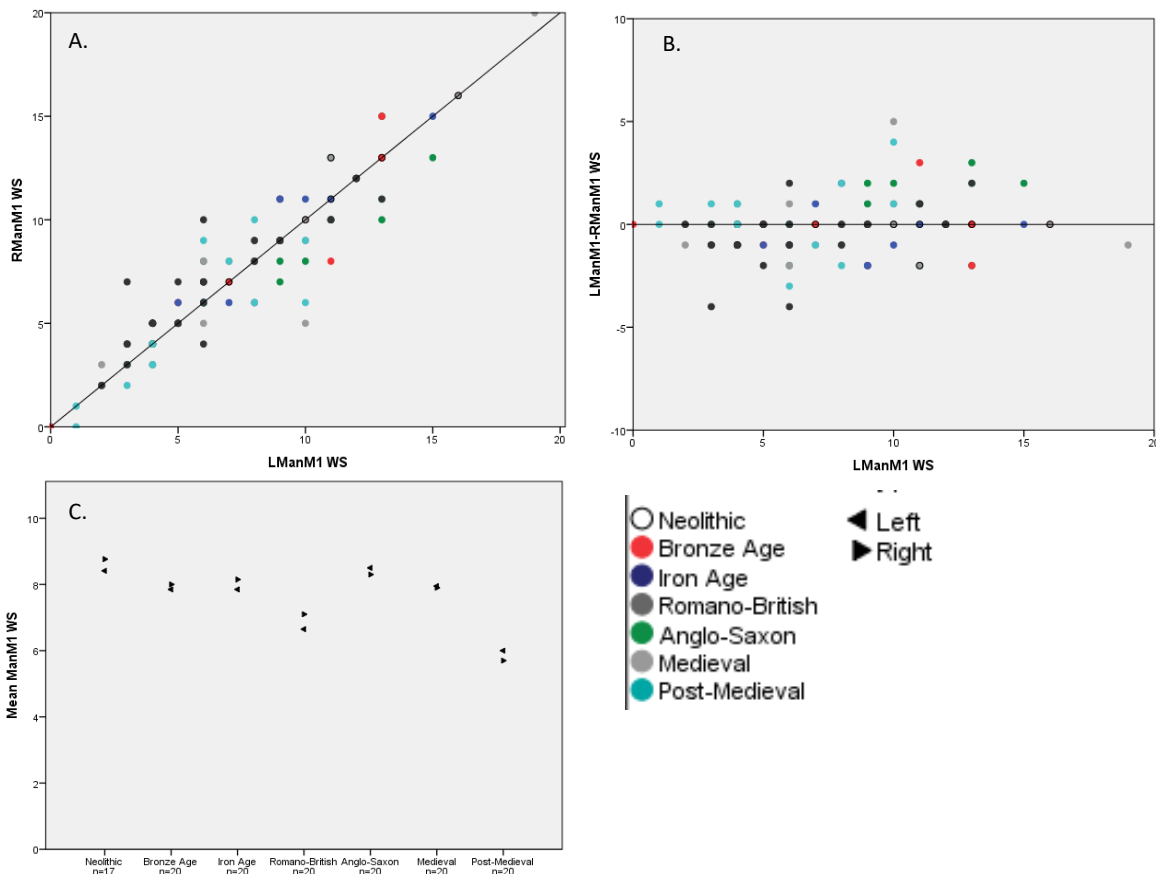 A.
20
15
10
5
0
RManM1 WS
0 5 10 15 20
LManM1 WS
B.
10
5
0
-5
-10
LManM1-RManM1 WS
0 5 10 15 20
LManM1 WS
C.
10
8
6
4
2
0
Mean ManM1 WS
Neolithic Bronze Age Iron Age Romano-British Anglo-Saxon Medieval Post-Medieval
n=17 n=20 n=20 n=20 n=20 n=20 n=20
Neolithic
Bronze Age
Iron Age
Romano-British
Anglo-Saxon
Medieval
Post-Medieval
Left
Right